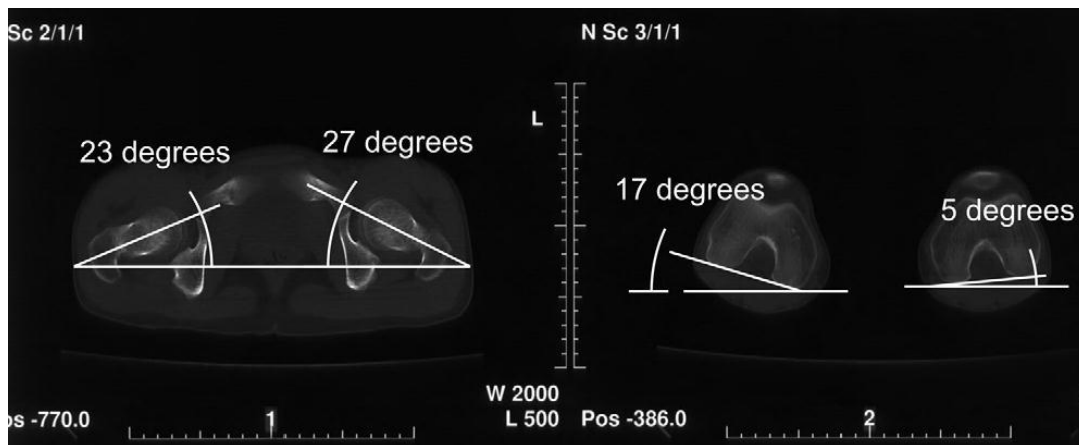 Sc 2/1/1
N Sc 3/1/1
L
23 degrees
27 degrees
17 degrees
5 degrees
W 2000
L 500
os -770.0
1
Pos -386.0
2